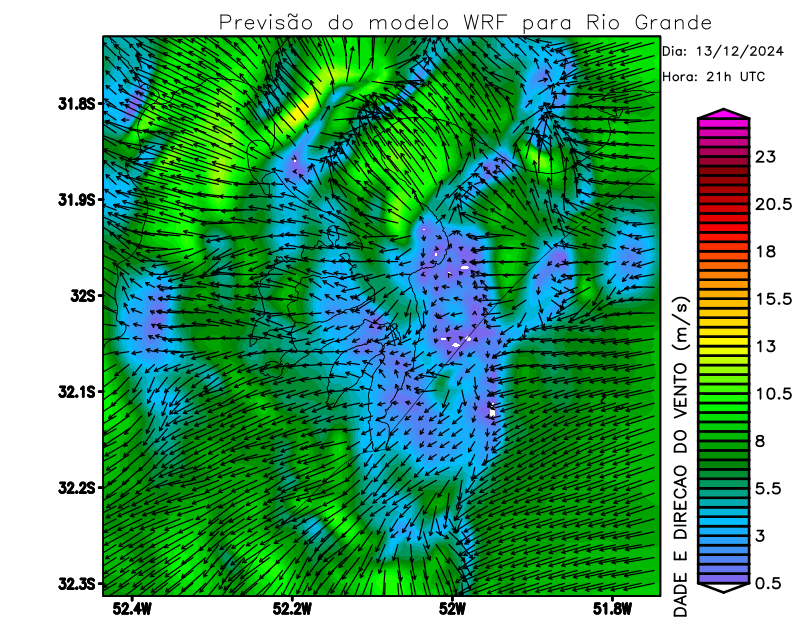 Previsão do modelo WRF para Rio Grande
Dia: 13/12/2024
Hora: 21h UTC
31.8S
31.9S
32S
32.1S
32.2S
32.3S
52.4W
52.2W
52W
51.8W
DADE E DIRECAO DO VENTO (m/s)
23
20.5
18
15.5
13
10.5
8
5.5
3
0.5